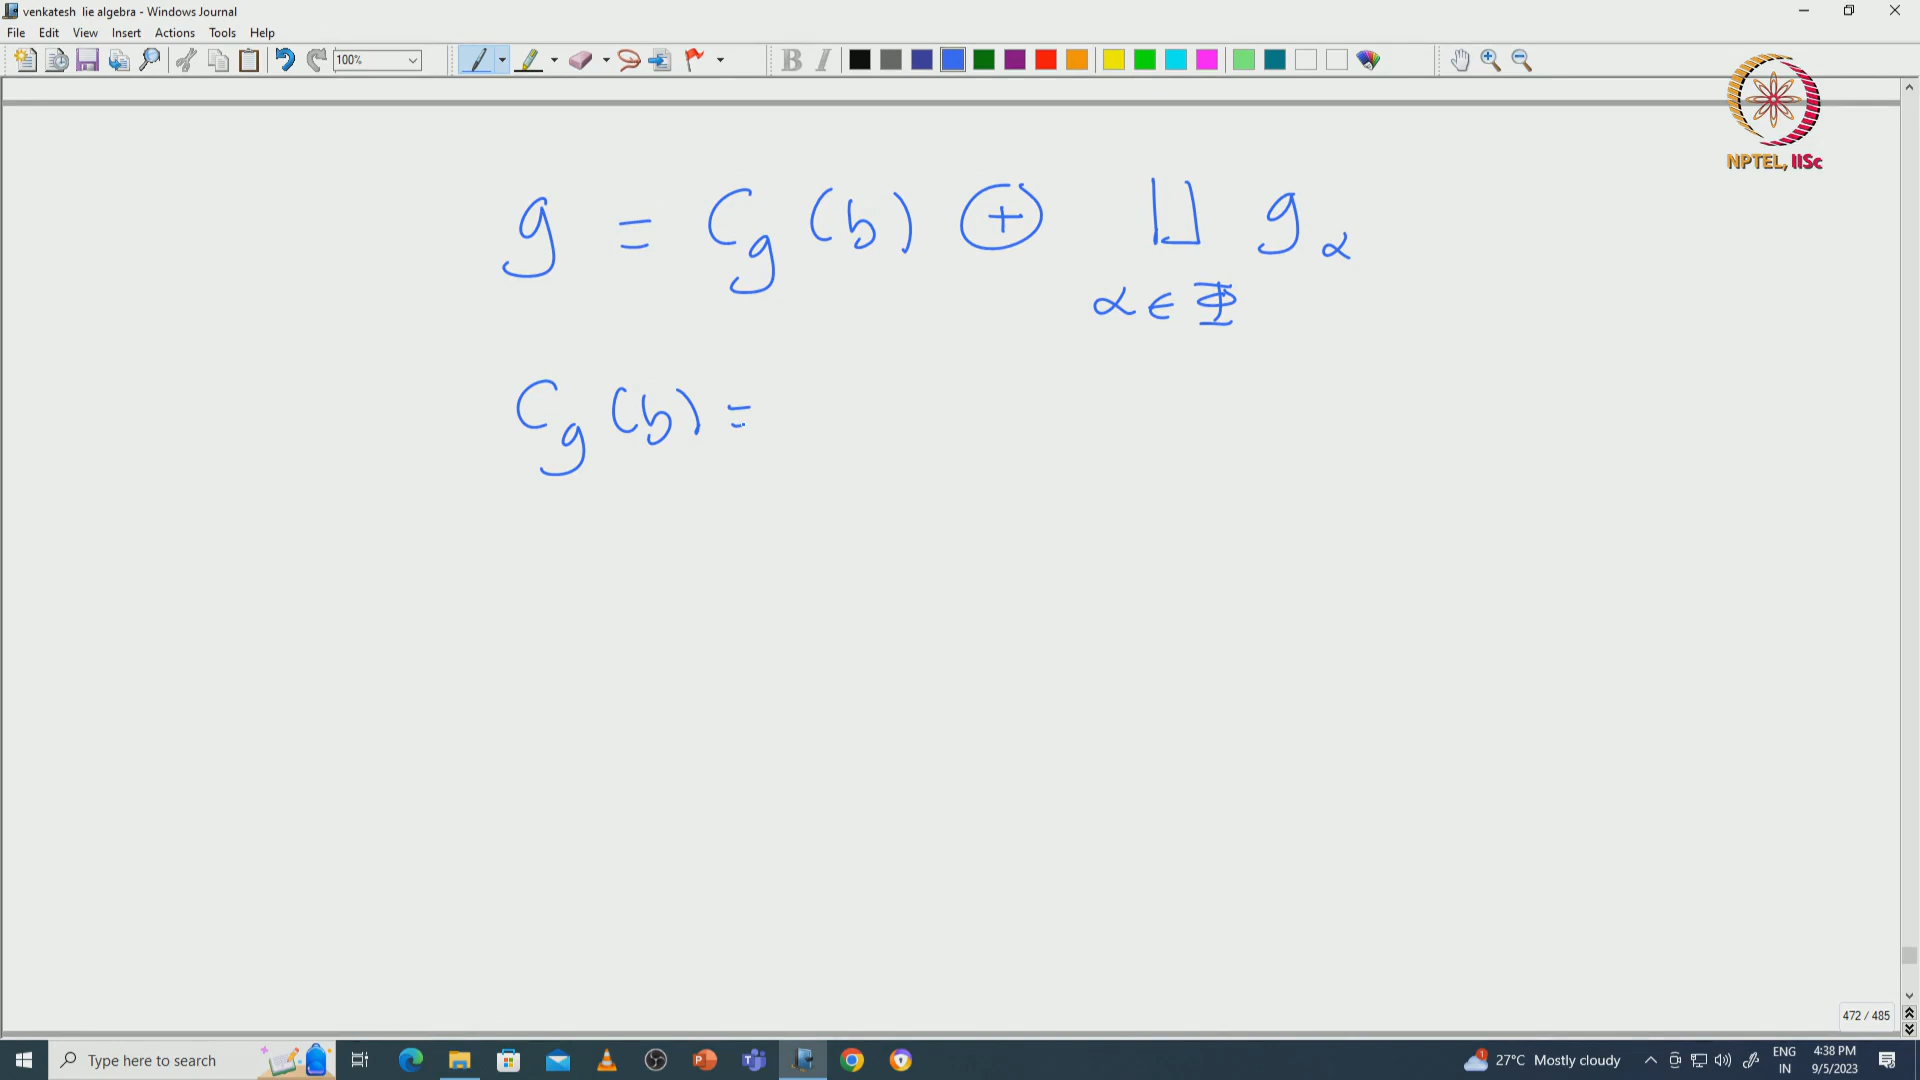 venkatesh lie algebra - Windows Journal
File Edit View Insert Actions Tools Help
100%
B I
NPTEL, IISc
g = C_g (b) ⊕ ∐ g_α
α ∈ Φ
C_g (b) =
472 / 485
Type here to search
27°C Mostly cloudy
ENG
IN
4:38 PM
9/5/2023